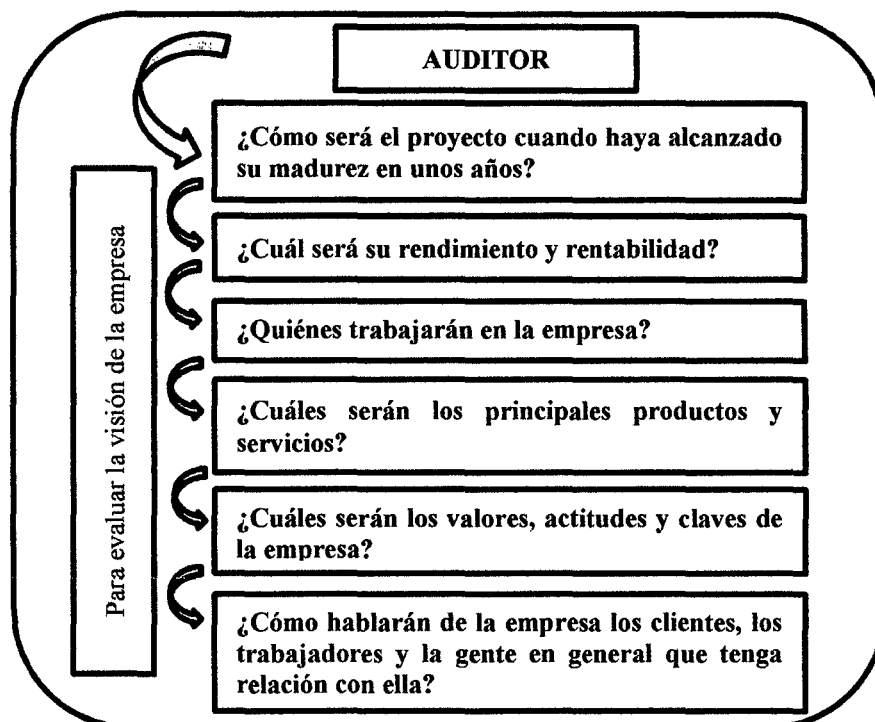 AUDITOR
¿Cómo será el proyecto cuando haya alcanzado
su madurez en unos años?
¿Cuál será su rendimiento y rentabilidad?
¿Quiénes trabajarán en la empresa?
¿Cuáles serán los principales productos y
servicios?
¿Cuáles serán los valores, actitudes y claves de
la empresa?
¿Cómo hablarán de la empresa los clientes, los
trabajadores y la gente en general que tenga
relación con ella?
Para evaluar la visión de la empresa